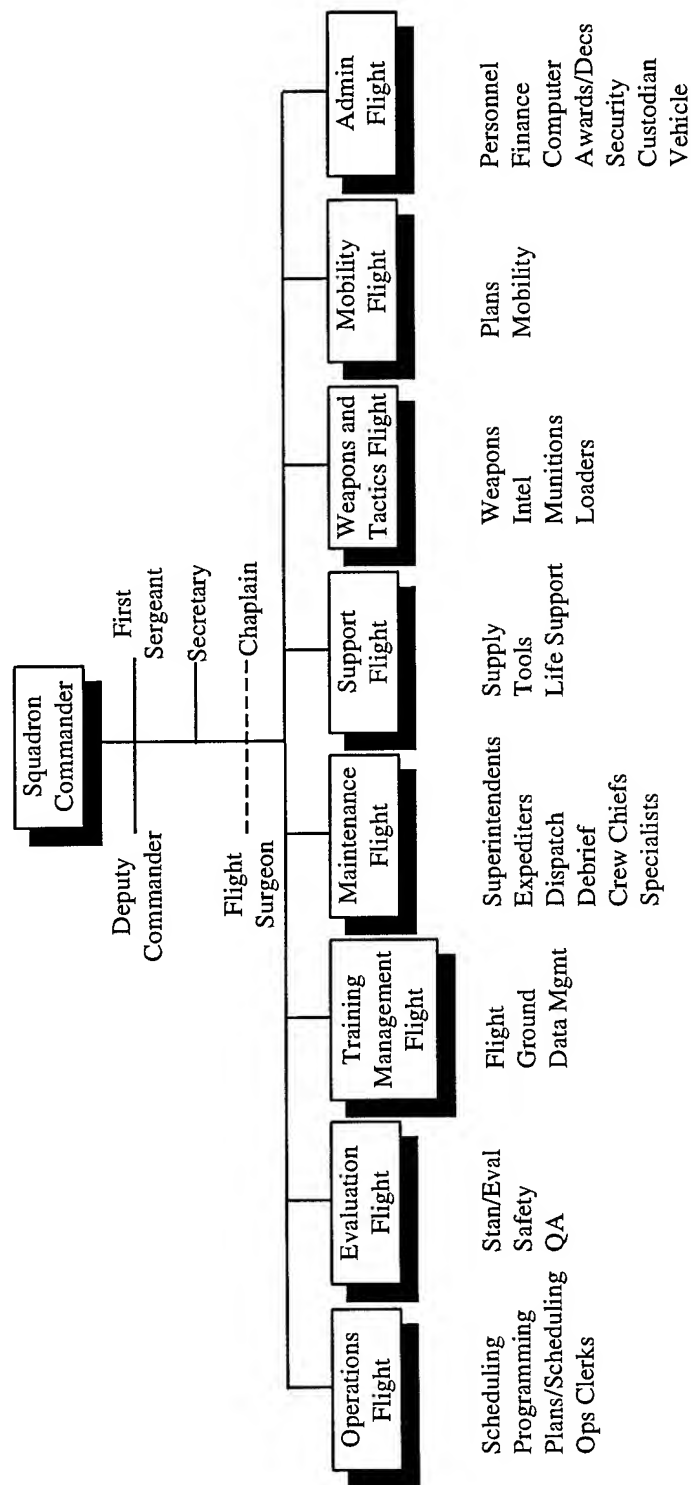 Squadron
Commander
Deputy
Commander
First
Sergeant
Secretary
Flight
Surgeon
Chaplain
Operations
Flight
Scheduling
Programming
Plans/Scheduling
Ops Clerks
Evaluation
Flight
Stan/Eval
Safety
QA
Training
Management
Flight
Flight
Ground
Data Mgmt
Maintenance
Flight
Superintendents
Expediters
Dispatch
Debrief
Crew Chiefs
Specialists
Support
Flight
Supply
Tools
Life Support
Weapons and
Tactics Flight
Weapons
Intel
Munitions
Loaders
Mobility
Flight
Plans
Mobility
Admin
Flight
Personnel
Finance
Computer
Awards/Decs
Security
Custodian
Vehicle